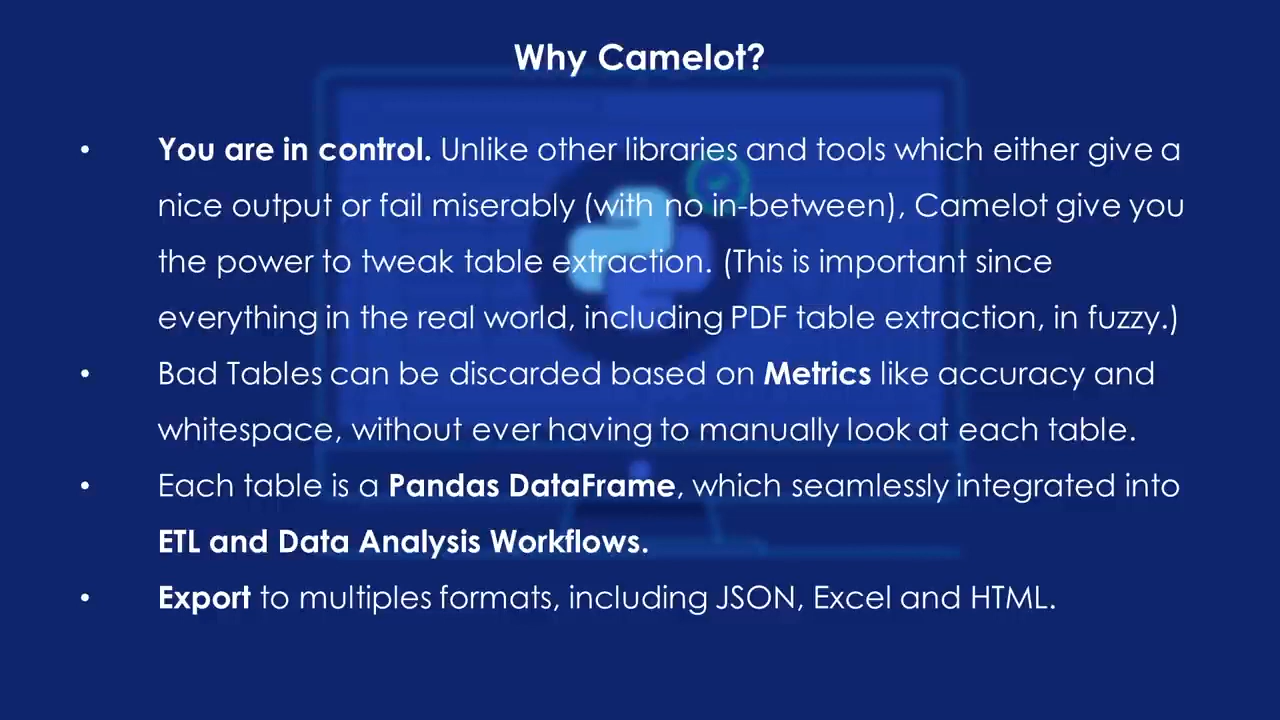 Why Camelot?
• You are in control. Unlike other libraries and tools which either give a
nice output or fail miserably (with no in-between), Camelot give you
the power to tweak table extraction. (This is important since
everything in the real world, including PDF table extraction, in fuzzy.)
• Bad Tables can be discarded based on Metrics like accuracy and
whitespace, without ever having to manually look at each table.
• Each table is a Pandas DataFrame, which seamlessly integrated into
ETL and Data Analysis Workflows.
• Export to multiples formats, including JSON, Excel and HTML.